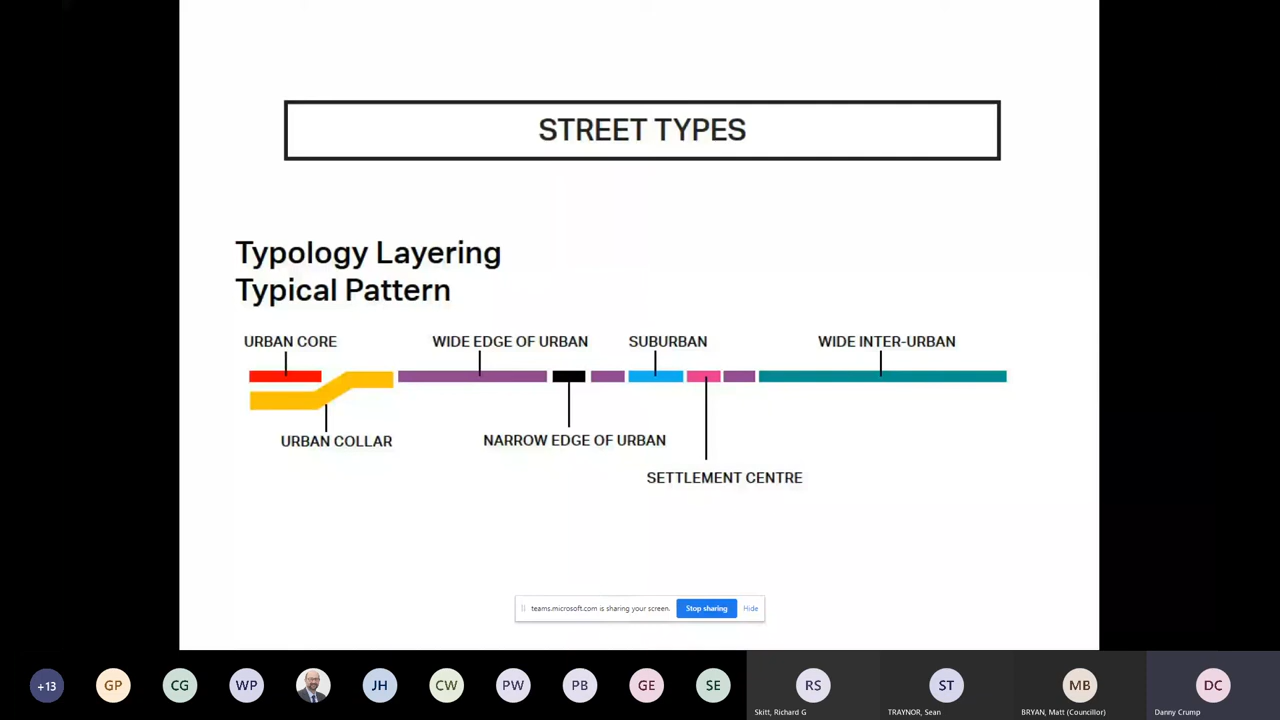 STREET TYPES
Typology Layering
Typical Pattern
URBAN CORE
WIDE EDGE OF URBAN
SUBURBAN
WIDE INTER-URBAN
URBAN COLLAR
NARROW EDGE OF URBAN
SETTLEMENT CENTRE
teams.microsoft.com is sharing your screen. Stop sharing Hide
+13 GP CG WP JH CW PW PB GE SE RS ST MB DC
Skitt, Richard G TRAYNOR, Sean BRYAN, Matt (Councillor) Danny Crump